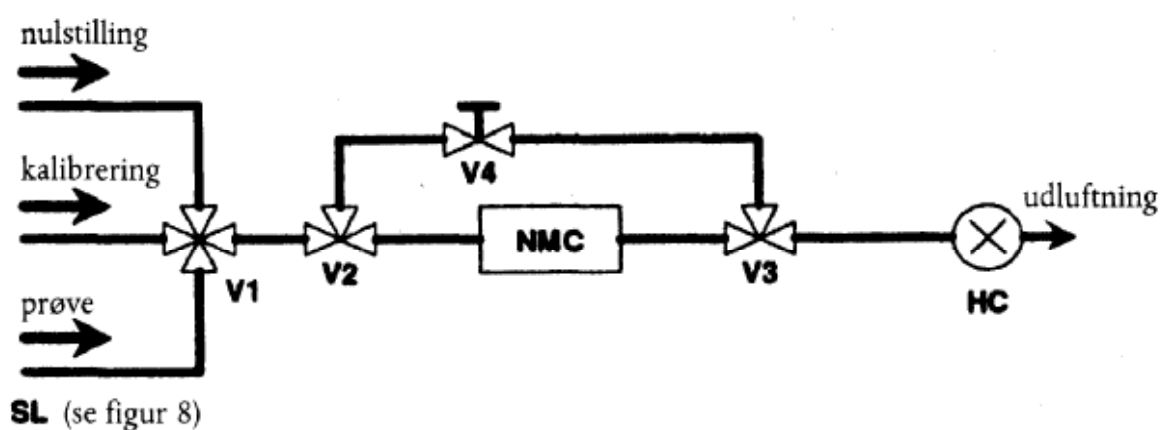 nulstilling
kalibrering
prøve
SL (se figur 8)
V1
V2
V4
NMC
V3
HC
udluftning